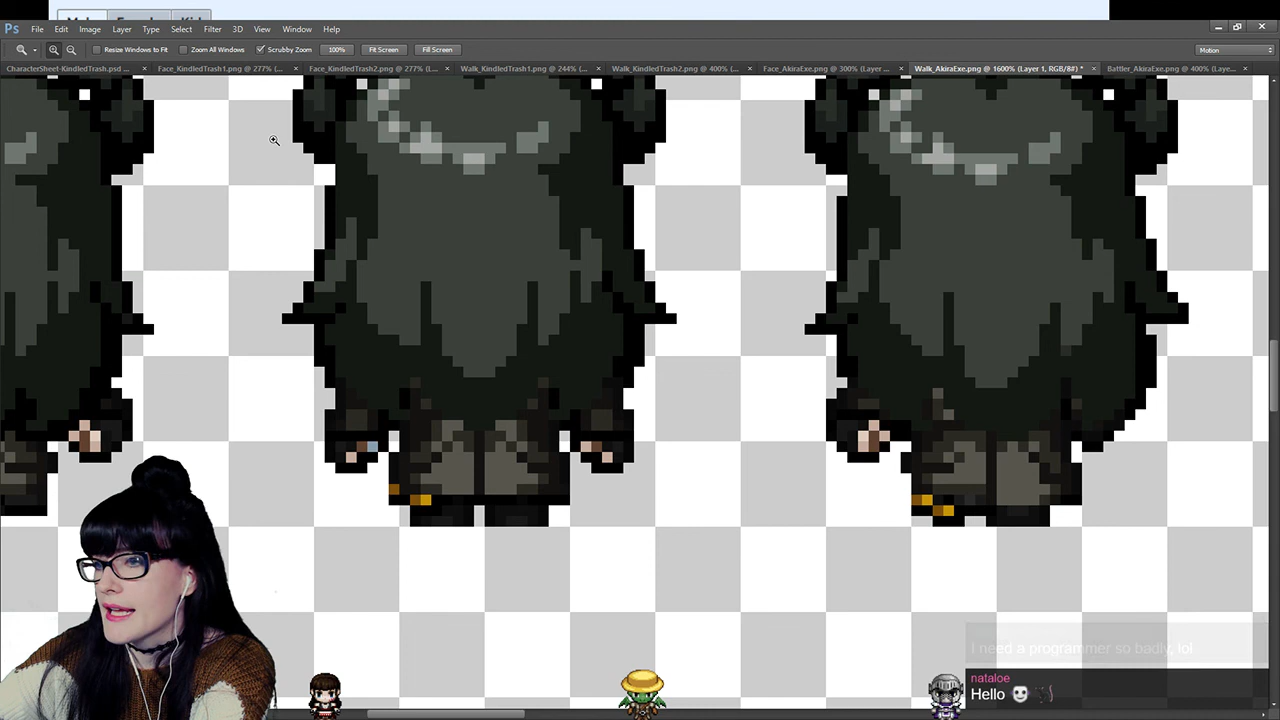 Ps File Edit Image Layer Type Select Filter 3D View Window Help
Resize Windows to Fit Zoom All Windows Scrubby Zoom 100% Fit Screen Fill Screen Motion
CharacterSheet-KindledTrash.psd ... × Face_KindledTrash1.png @ 277% (... × Face_KindledTrash2.png @ 277% (L... × Walk_KindledTrash1.png @ 244% (... × Walk_KindledTrash2.png @ 400% (... × Face_AkiraExe.png @ 300% (Layer ... × Walk_AkiraExe.png @ 1600% (Layer 1, RGB/8#) * × Battler_AkiraExe.png @ 400% (Laye... ×
I need a programmer so badly, lol
nataloe
Hello